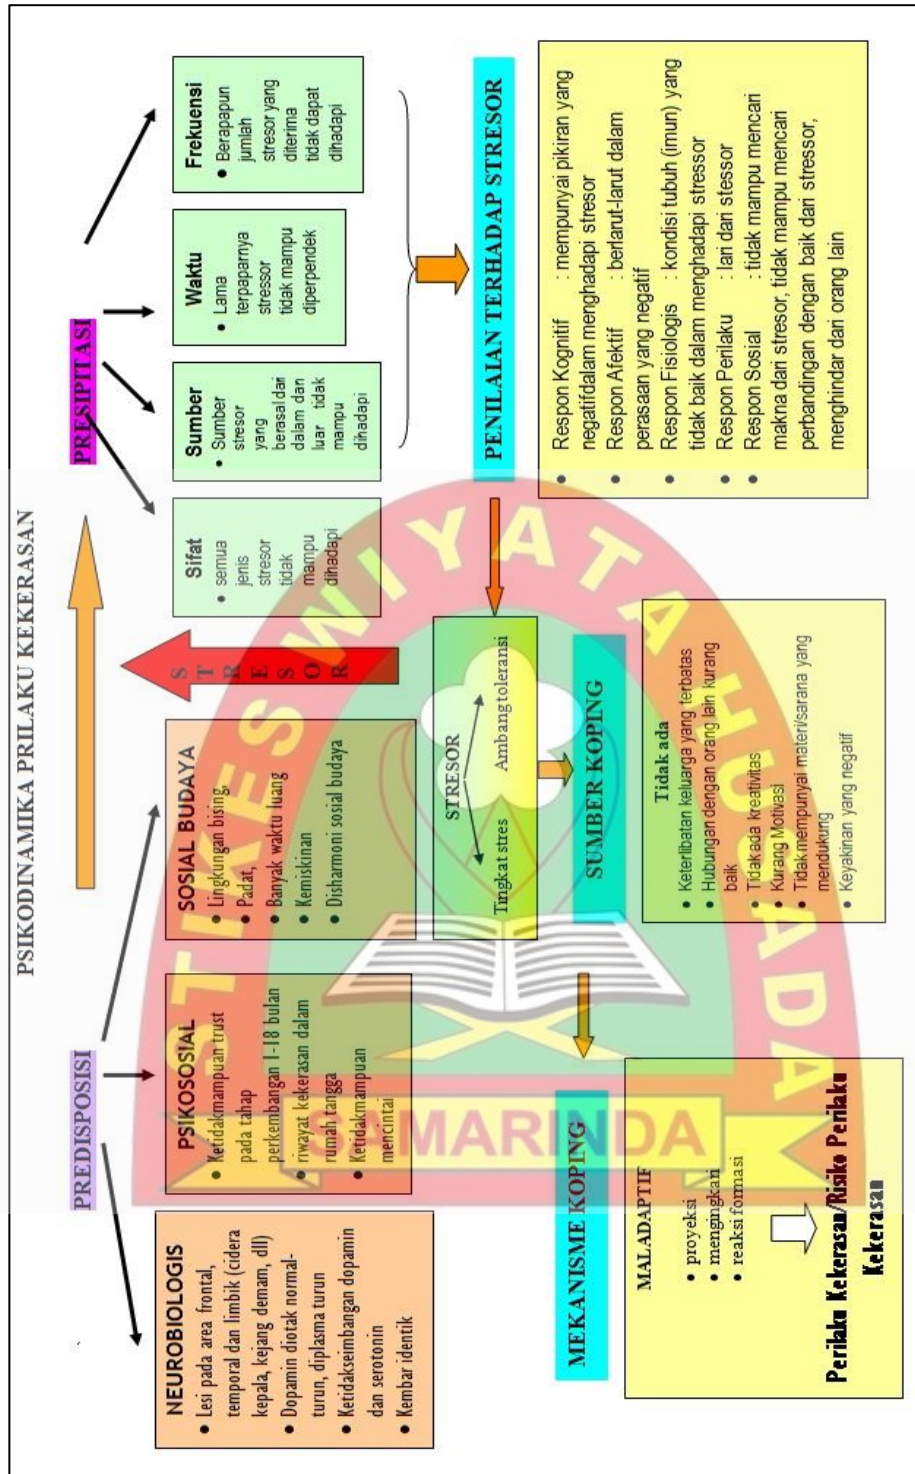 PSIKODINAMIKA PRILAKU KEKERASAN
PREDISPOSISI
PRESIPITASI
NEUROBIOLOGIS
• Lesi pada area frontal,
temporal dan limbik (cidera
kepala, kejang demam, dll)
• Dopamin diotak normal-
turun, diplasma turun
• Ketidakseimbangan dopamin
dan serotonin
• Kembar identik
PSIKOSOSIAL
• Ketidakmampuan trust
pada tahap
perkembangan 1-18 bulan
• riwayat kekerasan dalam
rumah tangga
• Ketidakmampuan
mencintai
SOSIAL BUDAYA
• Lingkungan bising,
• Padat,
• Banyak waktu luang
• Kemiskinan
• Disharmoni sosial budaya
STRESSOR
Sifat
• semua
jenis
stresor
tidak
mampu
dihadapi
Sumber
• Sumber
stresor
yang
berasal dari
dalam dan
luar tidak
mampu
dihadapi
Waktu
• Lama
terpaparnya
stressor
tidak mampu
diperpendek
Frekuensi
• Berapapun
jumlah
stresor yang
diterima
tidak dapat
dihadapi
PENILAIAN TERHADAP STRESOR
• Respon Kognitif : mempunyai pikiran yang
negatifdalam menghadapi stresor
• Respon Afektif : berlarut-larut dalam
perasaan yang negatif
• Respon Fisiologis : kondisi tubuh (imun) yang
tidak baik dalam menghadapi stressor
• Respon Perilaku : lari dari stessor
• Respon Sosial : tidak mampu mencari
makna dari stresor, tidak mampu mencari
perbandingan dengan baik dari stressor,
menghindar dari orang lain
STRESOR
Tingkat stres Ambang toleransi
SUMBER KOPING
Tidak ada
• Keterlibatan keluarga yang terbatas
• Hubungan dengan orang lain kurang
baik
• Tidak ada kreativitas
• Kurang Motivasi
• Tidak mempunyai materi/sarana yang
mendukung
• Keyakinan yang negatif
MEKANISME KOPING
MALADAPTIF
• proyeksi
• mengingkari
• reaksi formasi
Perilaku Kekerasan/Risiko Perilaku
Kekerasan
STIKES WIYATA HUSADA
SAMARINDA